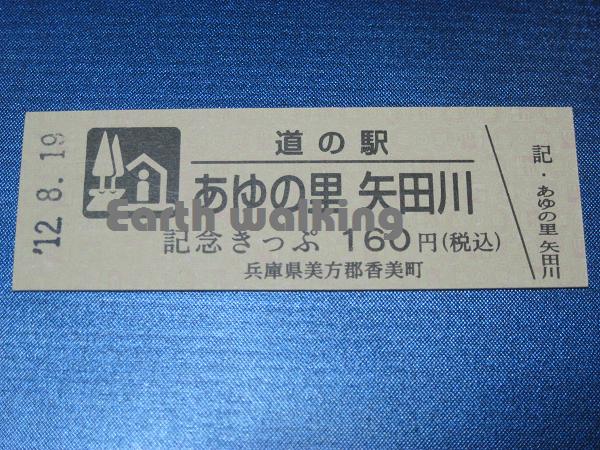 '12.8.19
道の駅
あゆの里 矢田川
Earth walking
記念きっぷ 160円(税込)
兵庫県美方郡香美町
記・あゆの里 矢田川